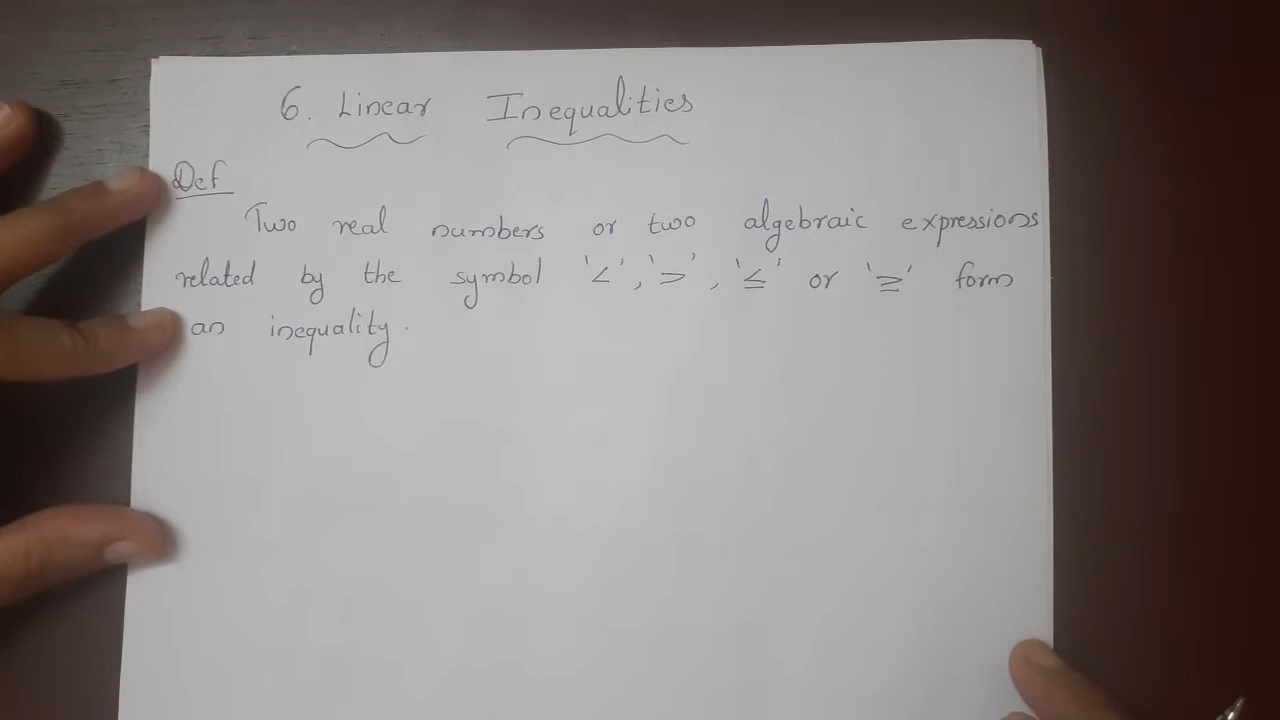 6. Linear Inequalities
Def
Two real numbers or two algebraic expressions
related by the symbol '<', '>', '≤' or '≥' form
an inequality.